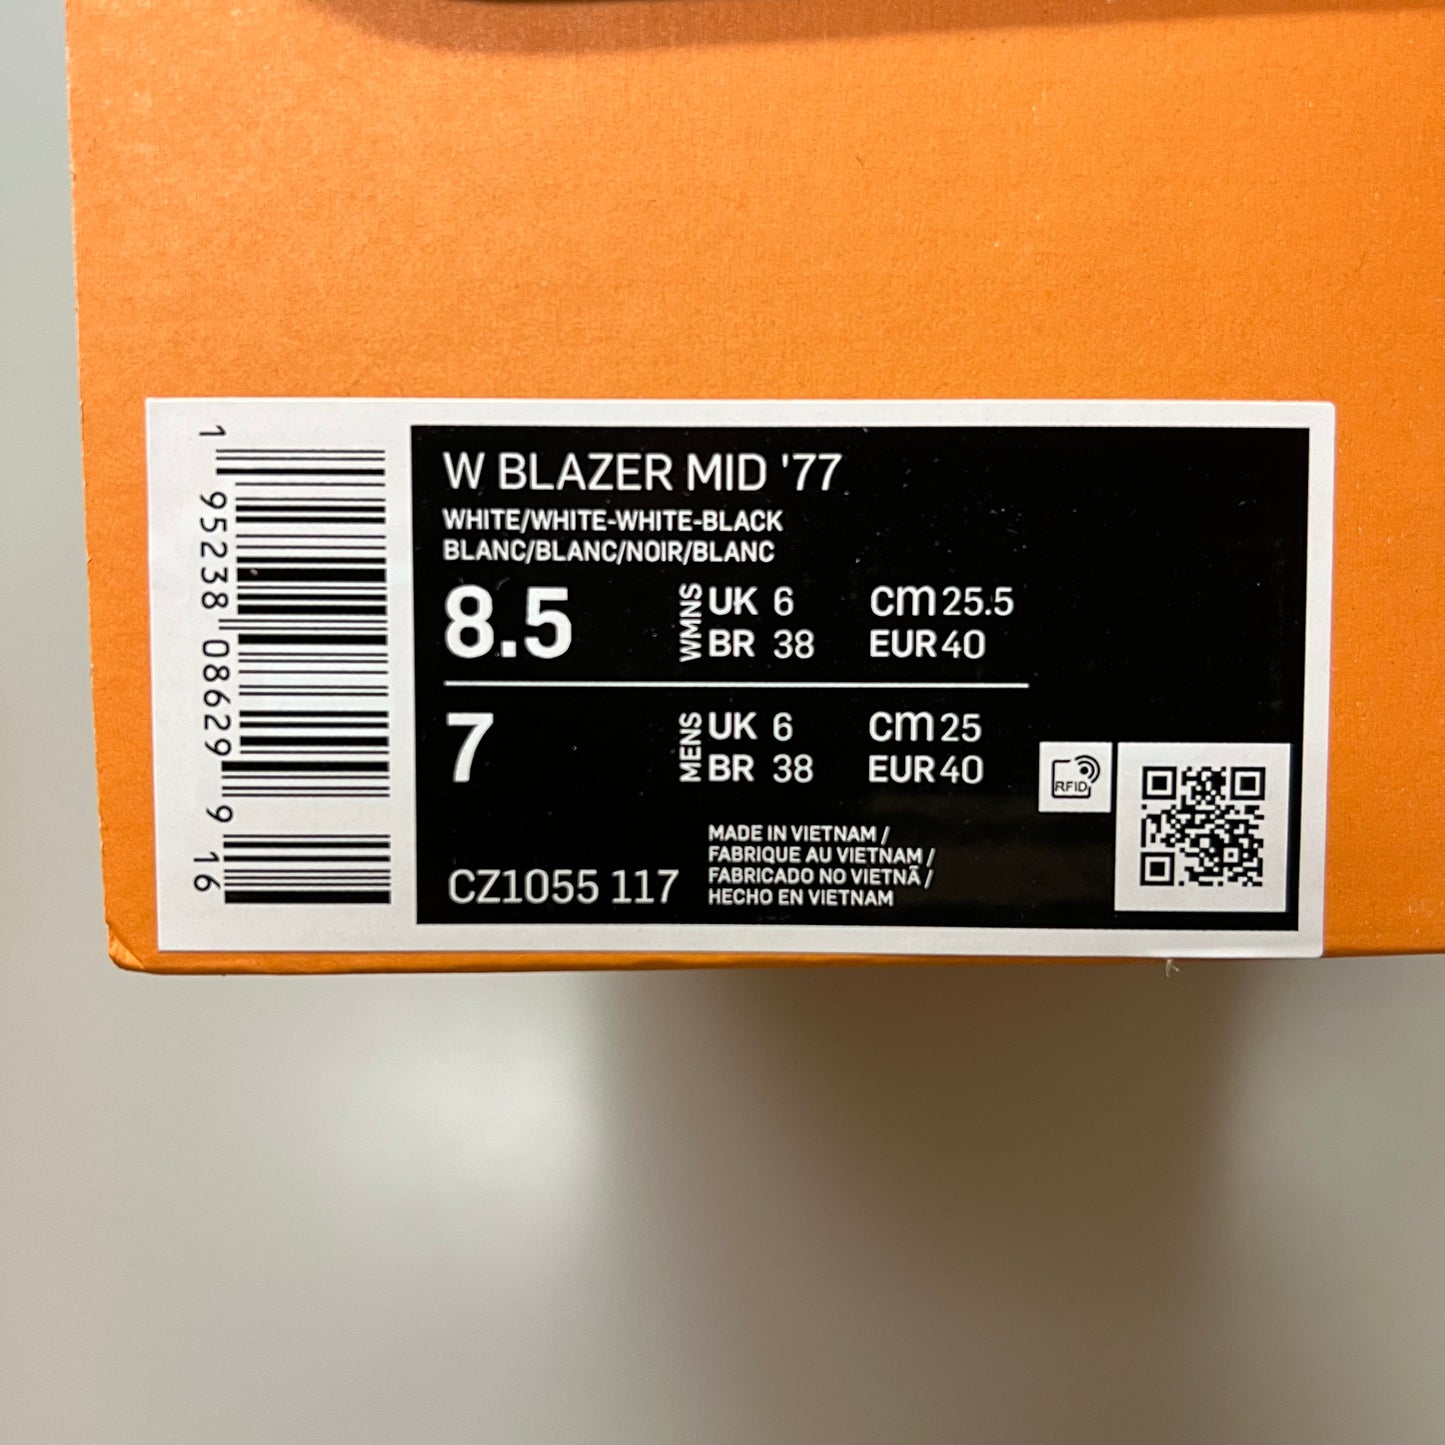 W BLAZER MID '77
WHITE/WHITE-WHITE-BLACK
BLANC/BLANC/NOIR/BLANC
8.5 WMNS UK 6 CM 25.5
BR 38 EUR 40
7 MENS UK 6 CM 25
BR 38 EUR 40
MADE IN VIETNAM /
FABRIQUE AU VIETNAM /
FABRICADO NO VIETNÃ /
HECHO EN VIETNAM
CZ1055 117
RFID
1 95238 08629 9 16